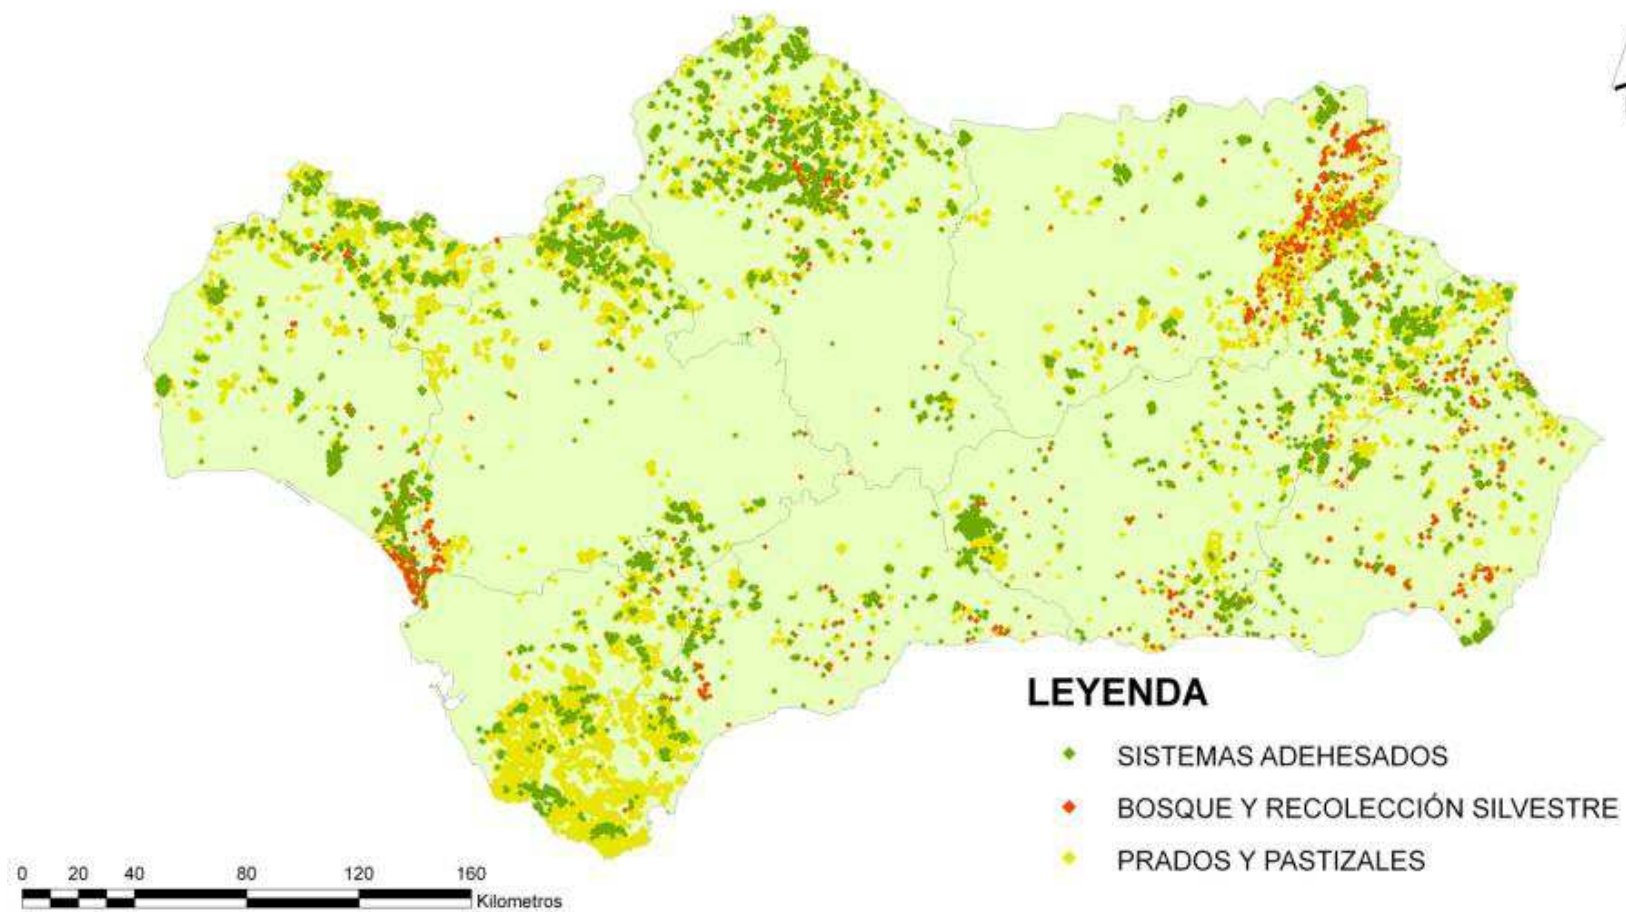 LEYENDA
SISTEMAS ADEHESADOS
BOSQUE Y RECOLECCIÓN SILVESTRE
PRADOS Y PASTIZALES
0 20 40 80 120 160
Kilometros